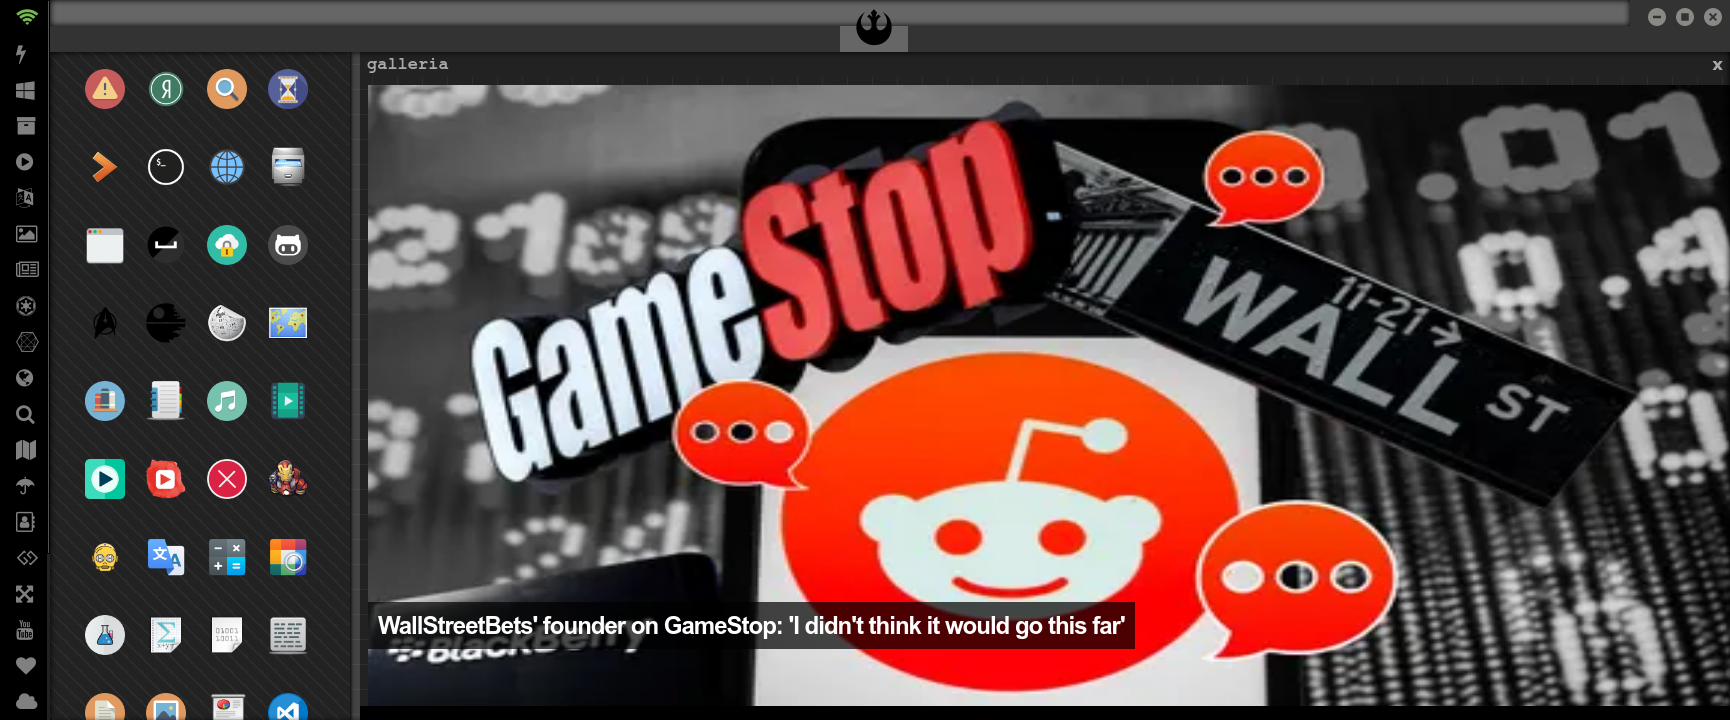 galleria
x
GameStop
11-21
WALL ST
WallStreetBets' founder on GameStop: 'I didn't think it would go this far'
BlackBerry
You
Tube